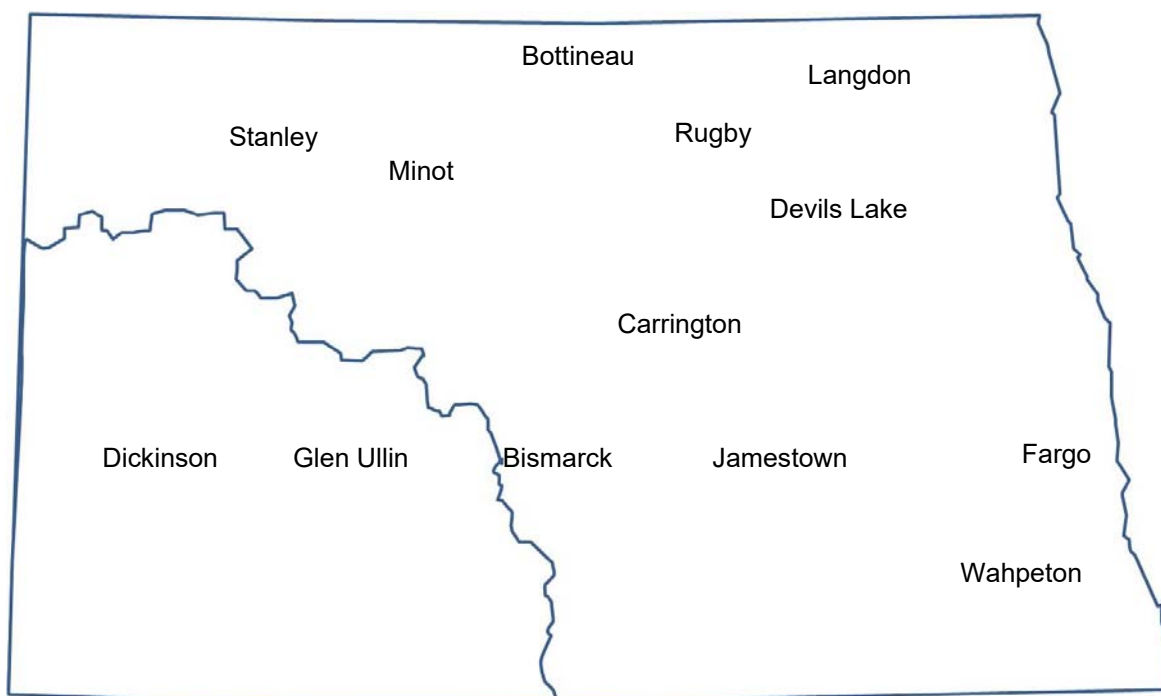 Bottineau
Langdon
Stanley
Rugby
Minot
Devils Lake
Carrington
Dickinson
Glen Ullin
Bismarck
Jamestown
Fargo
Wahpeton